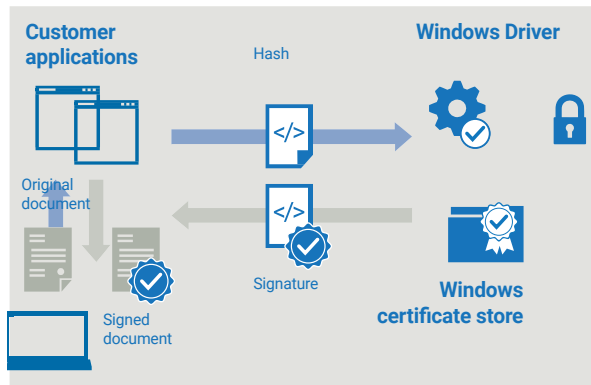 Customer
applications
Hash
Windows Driver
</>
Original
document
</>
Signature
Signed
document
Windows
certificate store